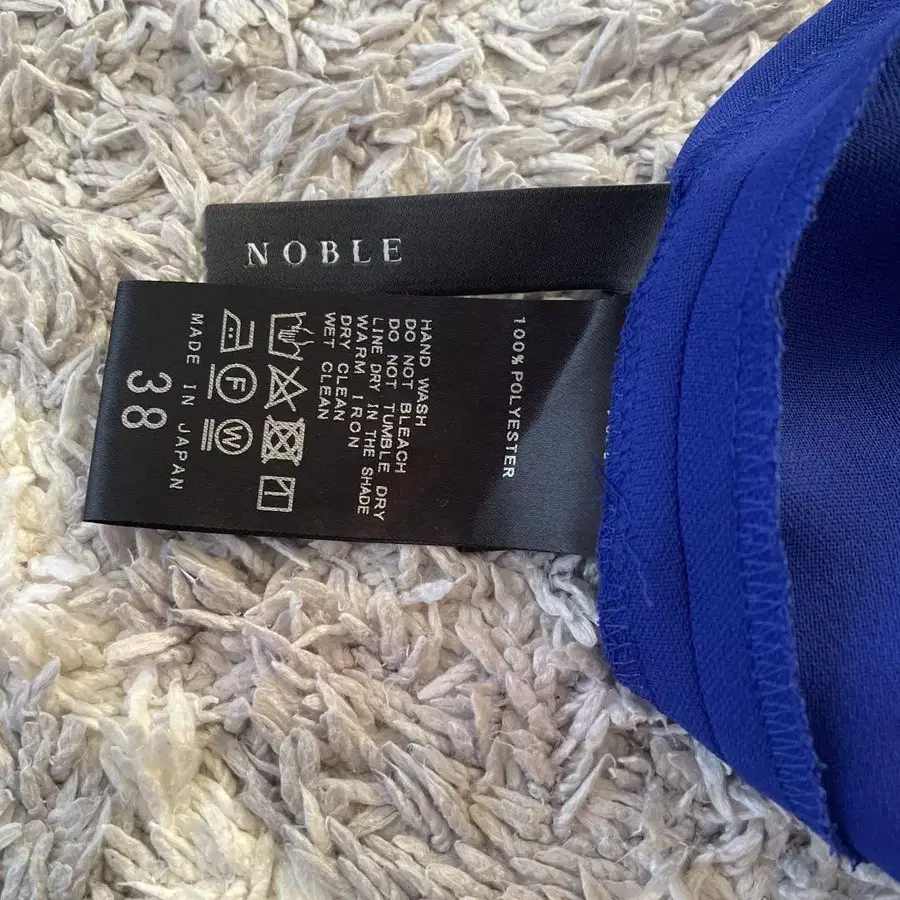 NOBLE
100% POLYESTER
HAND WASH
DO NOT BLEACH
DO NOT TUMBLE DRY
LINE DRY IN THE SHADE
WARM IRON
DRY CLEAN
WET CLEAN
F
W
MADE IN JAPAN
38